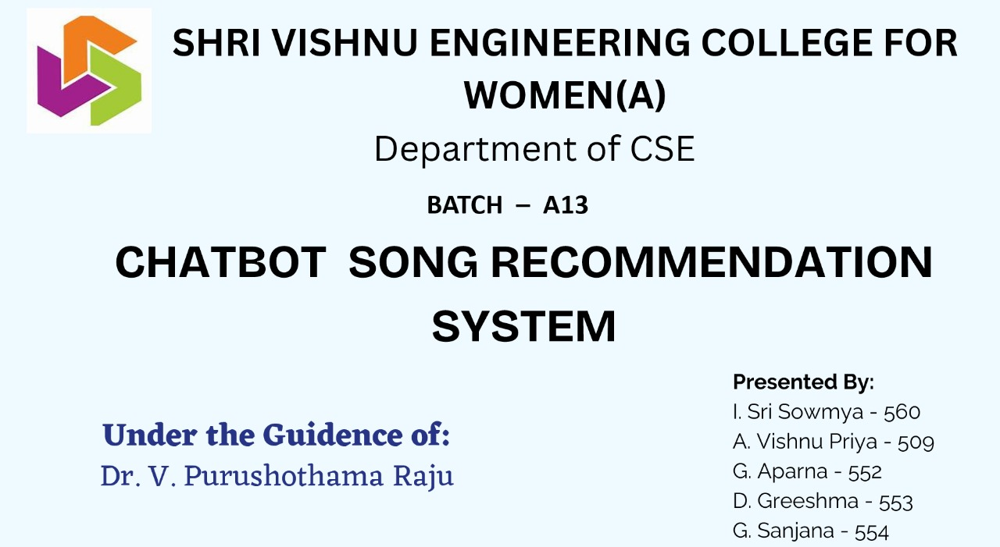 SHRI VISHNU ENGINEERING COLLEGE FOR
WOMEN(A)
Department of CSE
BATCH – A13
CHATBOT SONG RECOMMENDATION
SYSTEM
Under the Guidence of:
Dr. V. Purushothama Raju
Presented By:
I. Sri Sowmya - 560
A. Vishnu Priya - 509
G. Aparna - 552
D. Greeshma - 553
G. Sanjana - 554